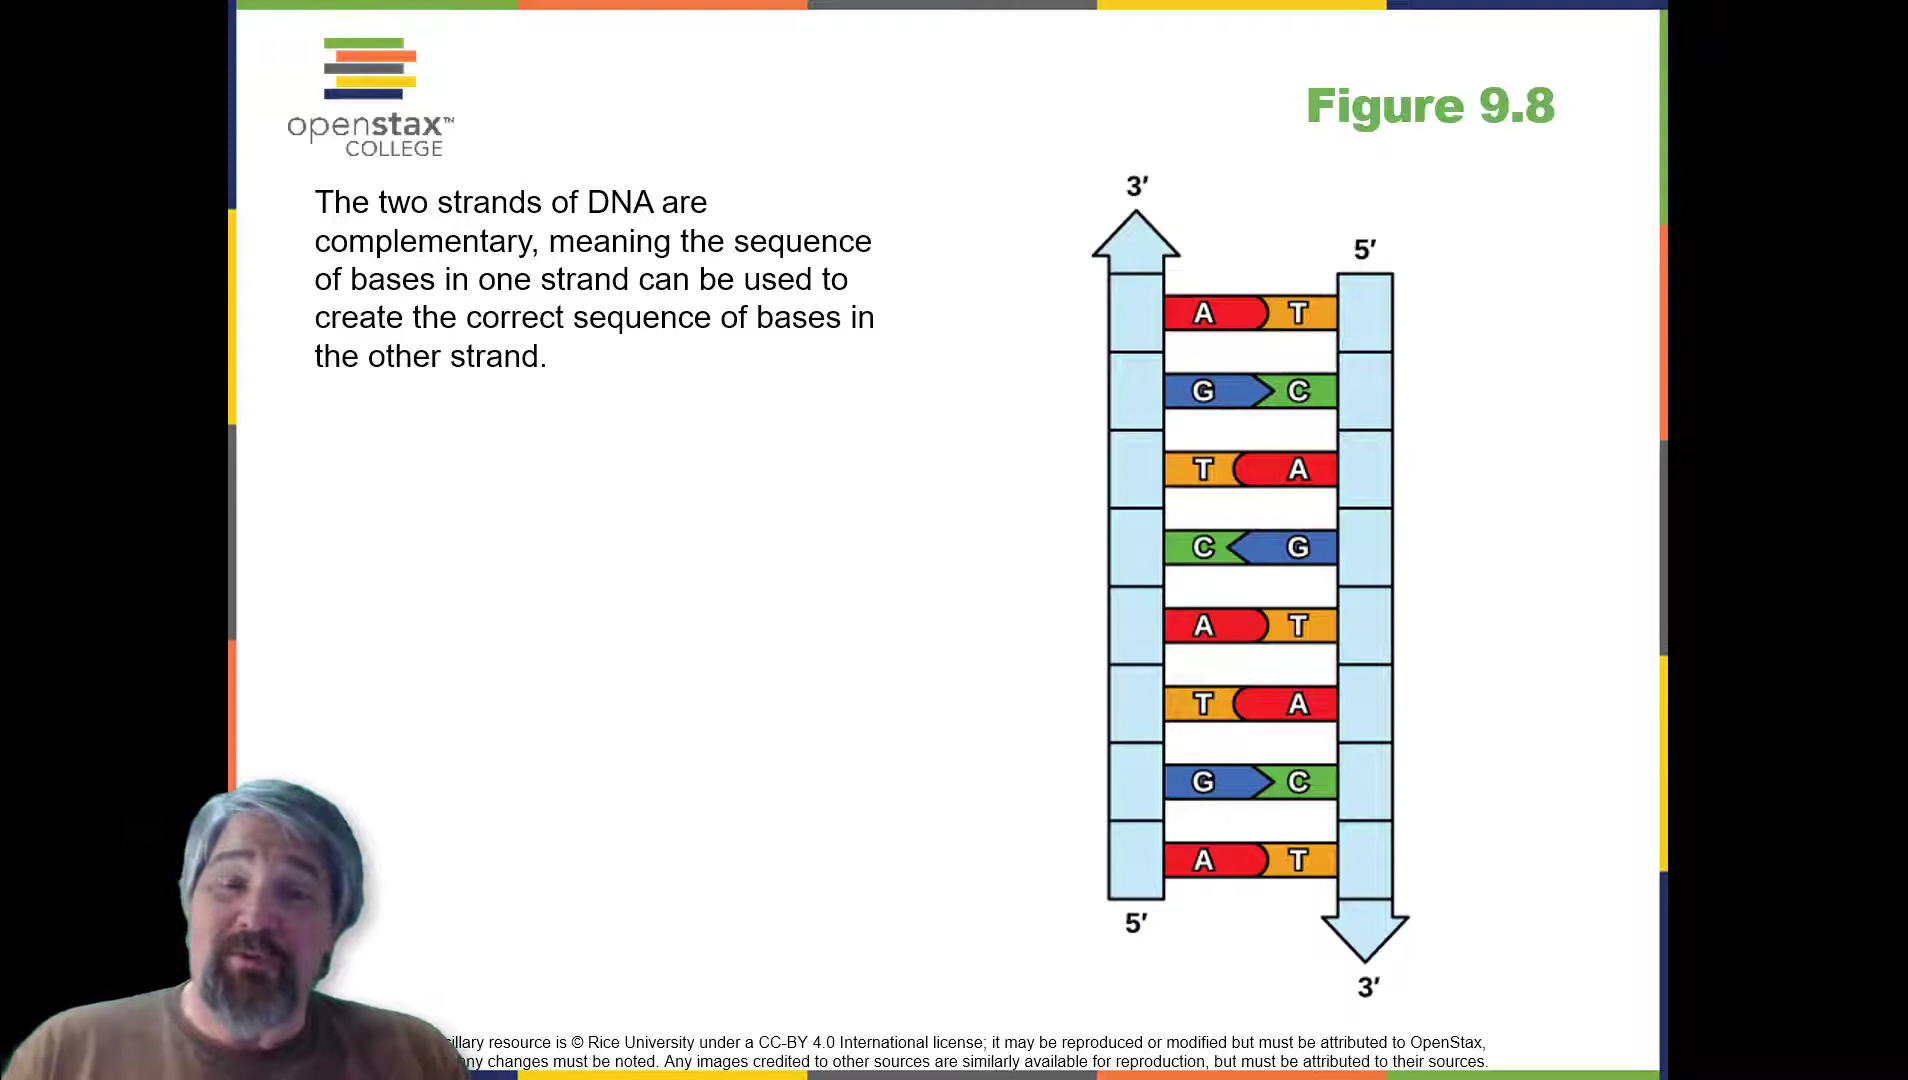 openstax™
COLLEGE
Figure 9.8
The two strands of DNA are
complementary, meaning the sequence
of bases in one strand can be used to
create the correct sequence of bases in
the other strand.
3′
5′
A T
G C
T A
C G
A T
T A
G C
A T
5′
3′
resource is © Rice University under a CC-BY 4.0 International license; it may be reproduced or modified but must be attributed to OpenStax,
changes must be noted. Any images credited to other sources are similarly available for reproduction, but must be attributed to their sources.